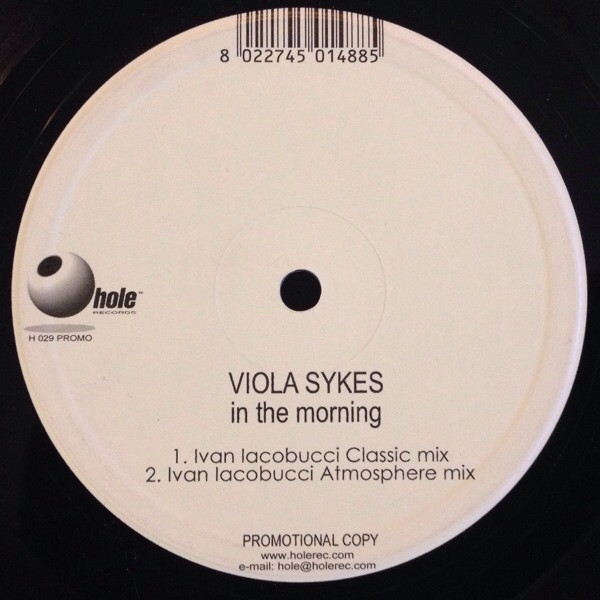 8 022745 014885
hole™
RECORDS
H 029 PROMO
VIOLA SYKES
in the morning
1. Ivan Iacobucci Classic mix
2. Ivan Iacobucci Atmosphere mix
PROMOTIONAL COPY
www.holerec.com
e-mail: hole@holerec.com